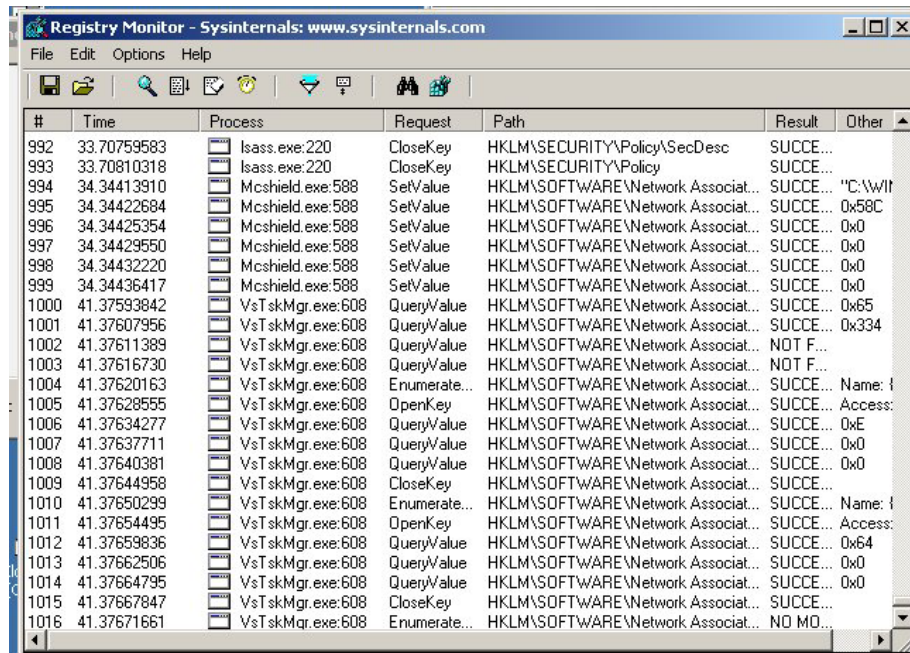 Registry Monitor - Sysinternals: www.sysinternals.com
File Edit Options Help
# Time Process Request Path Result Other
992 33.70759583 lsass.exe:220 CloseKey HKLM\SECURITY\Policy\SecDesc SUCCE...
993 33.70810318 lsass.exe:220 CloseKey HKLM\SECURITY\Policy SUCCE...
994 34.34413910 Mcshield.exe:588 SetValue HKLM\SOFTWARE\Network Associat... SUCCE... "C:\WIN
995 34.34422684 Mcshield.exe:588 SetValue HKLM\SOFTWARE\Network Associat... SUCCE... 0x58C
996 34.34425354 Mcshield.exe:588 SetValue HKLM\SOFTWARE\Network Associat... SUCCE... 0x0
997 34.34429550 Mcshield.exe:588 SetValue HKLM\SOFTWARE\Network Associat... SUCCE... 0x0
998 34.34432220 Mcshield.exe:588 SetValue HKLM\SOFTWARE\Network Associat... SUCCE... 0x0
999 34.34436417 Mcshield.exe:588 SetValue HKLM\SOFTWARE\Network Associat... SUCCE... 0x0
1000 41.37593842 VsTskMgr.exe:608 QueryValue HKLM\SOFTWARE\Network Associat... SUCCE... 0x65
1001 41.37607956 VsTskMgr.exe:608 QueryValue HKLM\SOFTWARE\Network Associat... SUCCE... 0x334
1002 41.37611389 VsTskMgr.exe:608 QueryValue HKLM\SOFTWARE\Network Associat... NOT F...
1003 41.37616730 VsTskMgr.exe:608 QueryValue HKLM\SOFTWARE\Network Associat... NOT F...
1004 41.37620163 VsTskMgr.exe:608 Enumerate... HKLM\SOFTWARE\Network Associat... SUCCE... Name: {
1005 41.37628555 VsTskMgr.exe:608 OpenKey HKLM\SOFTWARE\Network Associat... SUCCE... Access:
1006 41.37634277 VsTskMgr.exe:608 QueryValue HKLM\SOFTWARE\Network Associat... SUCCE... 0xE
1007 41.37637711 VsTskMgr.exe:608 QueryValue HKLM\SOFTWARE\Network Associat... SUCCE... 0x0
1008 41.37640381 VsTskMgr.exe:608 QueryValue HKLM\SOFTWARE\Network Associat... SUCCE... 0x0
1009 41.37644958 VsTskMgr.exe:608 CloseKey HKLM\SOFTWARE\Network Associat... SUCCE...
1010 41.37650299 VsTskMgr.exe:608 Enumerate... HKLM\SOFTWARE\Network Associat... SUCCE... Name: {
1011 41.37654495 VsTskMgr.exe:608 OpenKey HKLM\SOFTWARE\Network Associat... SUCCE... Access:
1012 41.37659836 VsTskMgr.exe:608 QueryValue HKLM\SOFTWARE\Network Associat... SUCCE... 0x64
1013 41.37662506 VsTskMgr.exe:608 QueryValue HKLM\SOFTWARE\Network Associat... SUCCE... 0x0
1014 41.37664795 VsTskMgr.exe:608 QueryValue HKLM\SOFTWARE\Network Associat... SUCCE... 0x0
1015 41.37667847 VsTskMgr.exe:608 CloseKey HKLM\SOFTWARE\Network Associat... SUCCE...
1016 41.37671661 VsTskMgr.exe:608 Enumerate... HKLM\SOFTWARE\Network Associat... NO MO...